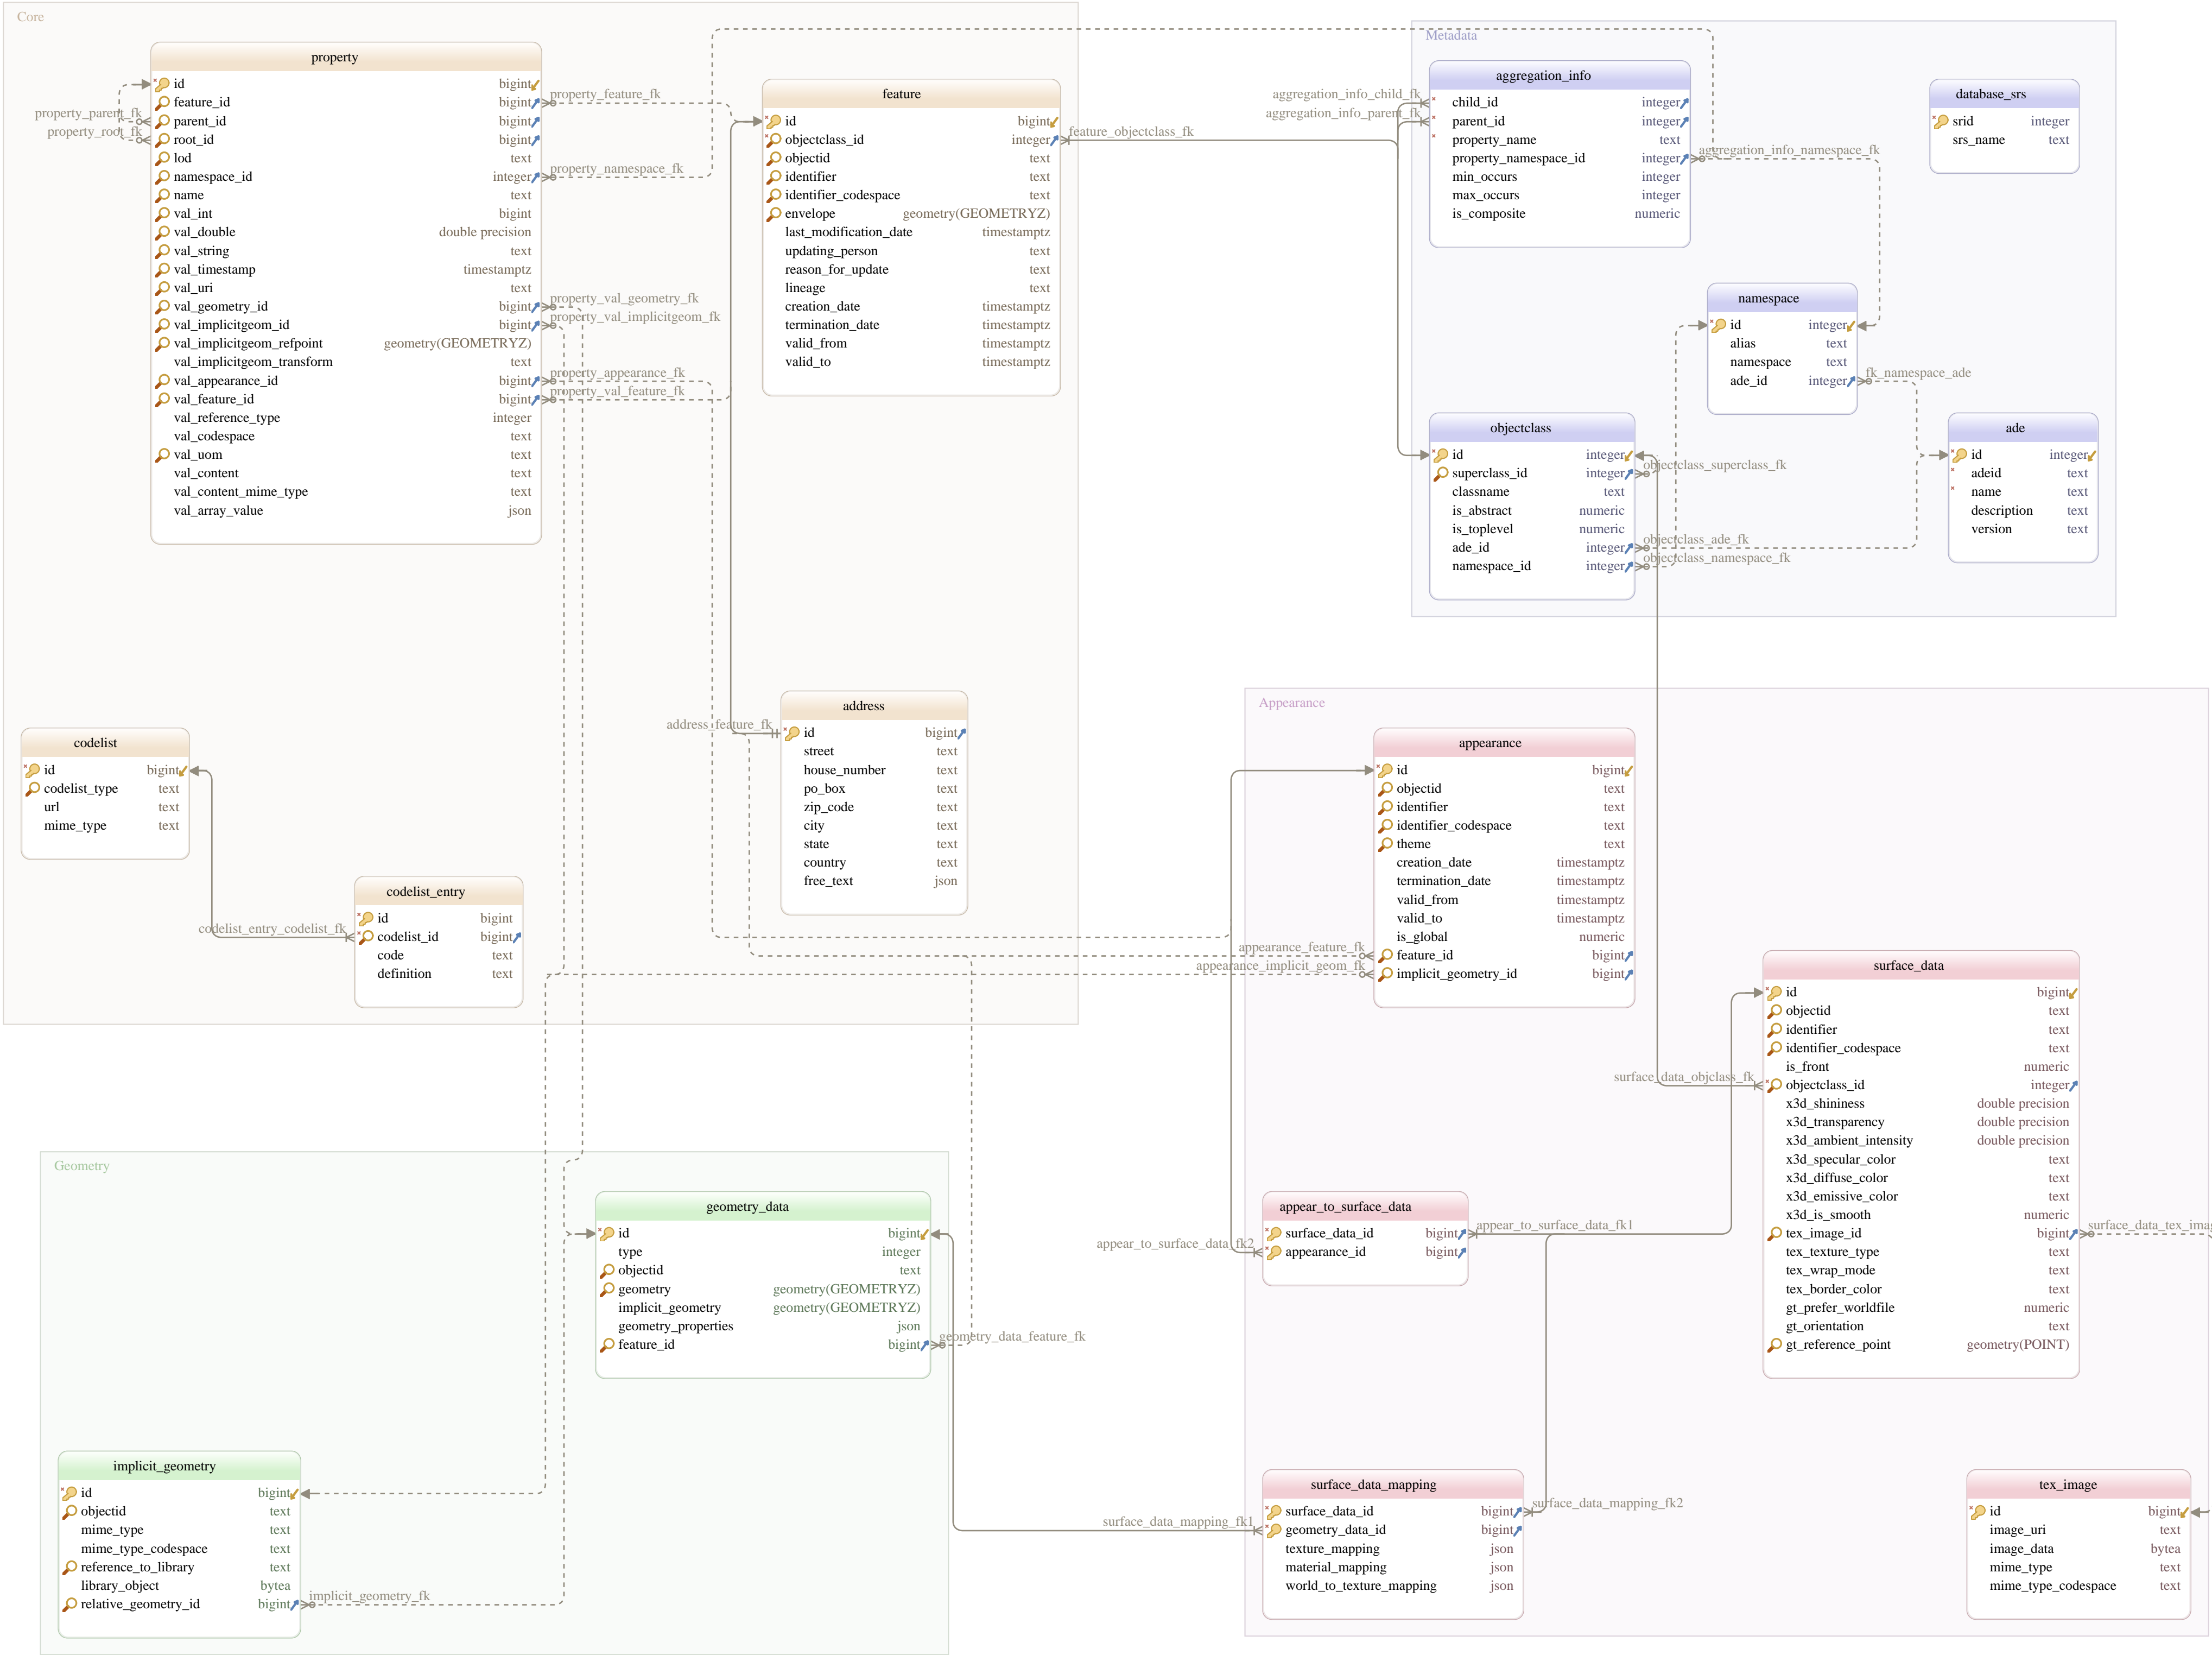 Core
property
id bigint
feature_id bigint
parent_id bigint
root_id bigint
lod text
namespace_id integer
name text
val_int bigint
val_double double precision
val_string text
val_timestamp timestamptz
val_uri text
val_geometry_id bigint
val_implicitgeom_id bigint
val_implicitgeom_refpoint geometry(GEOMETRYZ)
val_implicitgeom_transform text
val_appearance_id bigint
val_feature_id bigint
val_reference_type integer
val_codespace text
val_uom text
val_content text
val_content_mime_type text
val_array_value json
property_parent_fk
property_root_fk
property_feature_fk
property_namespace_fk
property_val_geometry_fk
property_val_implicitgeom_fk
property_appearance_fk
property_val_feature_fk
feature
id bigint
objectclass_id integer
objectid text
identifier text
identifier_codespace text
envelope geometry(GEOMETRYZ)
last_modification_date timestamptz
updating_person text
reason_for_update text
lineage text
creation_date timestamptz
termination_date timestamptz
valid_from timestamptz
valid_to timestamptz
feature_objectclass_fk
address
id bigint
street text
house_number text
po_box text
zip_code text
city text
state text
country text
free_text json
address_feature_fk
codelist
id bigint
codelist_type text
url text
mime_type text
codelist_entry
id bigint
codelist_id bigint
code text
definition text
codelist_entry_codelist_fk
Metadata
aggregation_info
child_id integer
parent_id integer
property_name text
property_namespace_id integer
min_occurs integer
max_occurs integer
is_composite numeric
aggregation_info_child_fk
aggregation_info_parent_fk
aggregation_info_namespace_fk
database_srs
srid integer
srs_name text
namespace
id integer
alias text
namespace text
ade_id integer
fk_namespace_ade
objectclass
id integer
superclass_id integer
classname text
is_abstract numeric
is_toplevel numeric
ade_id integer
namespace_id integer
objectclass_superclass_fk
objectclass_ade_fk
objectclass_namespace_fk
ade
id integer
adeid text
name text
description text
version text
Appearance
appearance
id bigint
objectid text
identifier text
identifier_codespace text
theme text
creation_date timestamptz
termination_date timestamptz
valid_from timestamptz
valid_to timestamptz
is_global numeric
feature_id bigint
implicit_geometry_id bigint
appearance_feature_fk
appearance_implicit_geom_fk
surface_data
id bigint
objectid text
identifier text
identifier_codespace text
is_front numeric
objectclass_id integer
x3d_shininess double precision
x3d_transparency double precision
x3d_ambient_intensity double precision
x3d_specular_color text
x3d_diffuse_color text
x3d_emissive_color text
x3d_is_smooth numeric
tex_image_id bigint
tex_texture_type text
tex_wrap_mode text
tex_border_color text
gt_prefer_worldfile numeric
gt_orientation text
gt_reference_point geometry(POINT)
surface_data_objclass_fk
appear_to_surface_data
surface_data_id bigint
appearance_id bigint
appear_to_surface_data_fk1
appear_to_surface_data_fk2
surface_data_mapping
surface_data_id bigint
geometry_data_id bigint
texture_mapping json
material_mapping json
world_to_texture_mapping json
surface_data_mapping_fk1
surface_data_mapping_fk2
tex_image
id bigint
image_uri text
image_data bytea
mime_type text
mime_type_codespace text
Geometry
geometry_data
id bigint
type integer
objectid text
geometry geometry(GEOMETRYZ)
implicit_geometry geometry(GEOMETRYZ)
geometry_properties json
feature_id bigint
geometry_data_feature_fk
implicit_geometry
id bigint
objectid text
mime_type text
mime_type_codespace text
reference_to_library text
library_object bytea
relative_geometry_id bigint
implicit_geometry_fk